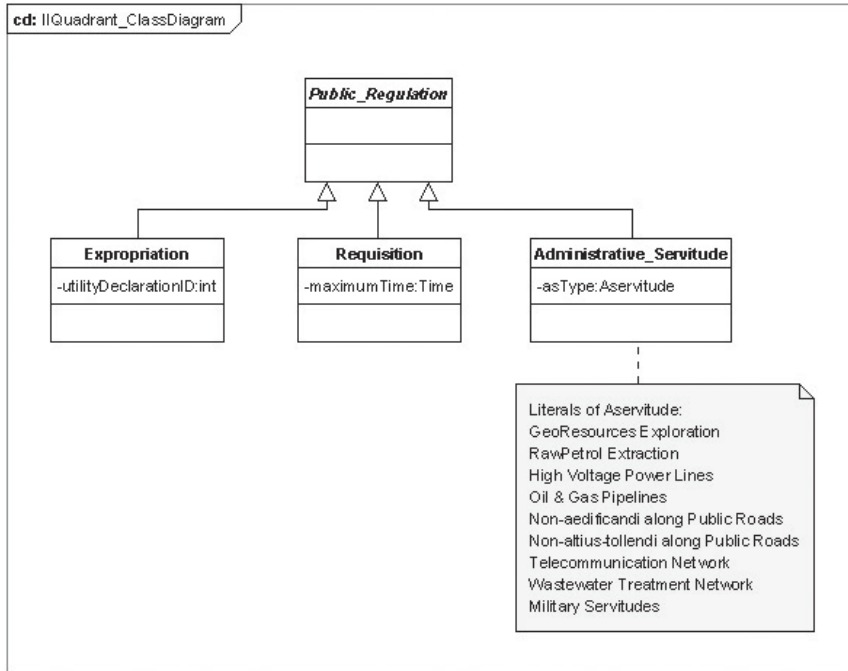 cd: IIQuadrant_ClassDiagram
Public_Regulation
Expropriation
-utilityDeclarationID:int
Requisition
-maximumTime:Time
Administrative_Servitude
-asType:Aservitude
Literals of Aservitude:
GeoResources Exploration
RawPetrol Extraction
High Voltage Power Lines
Oil & Gas Pipelines
Non-aedificandi along Public Roads
Non-altius-tollendi along Public Roads
Telecommunication Network
Wastewater Treatment Network
Military Servitudes